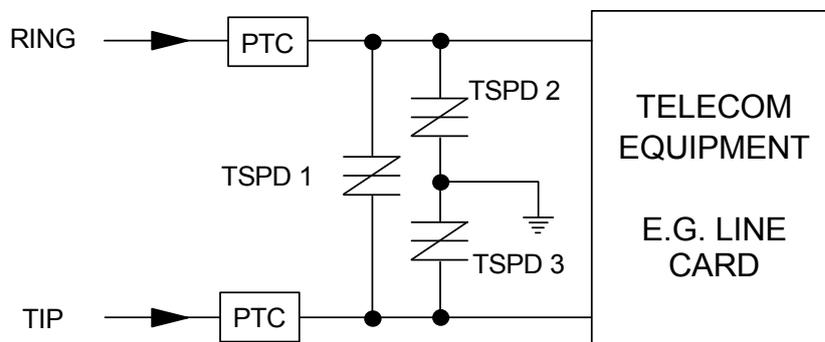 RING
PTC
TSPD 2
TELECOM
EQUIPMENT
TSPD 1
E.G. LINE
CARD
TSPD 3
TIP
PTC